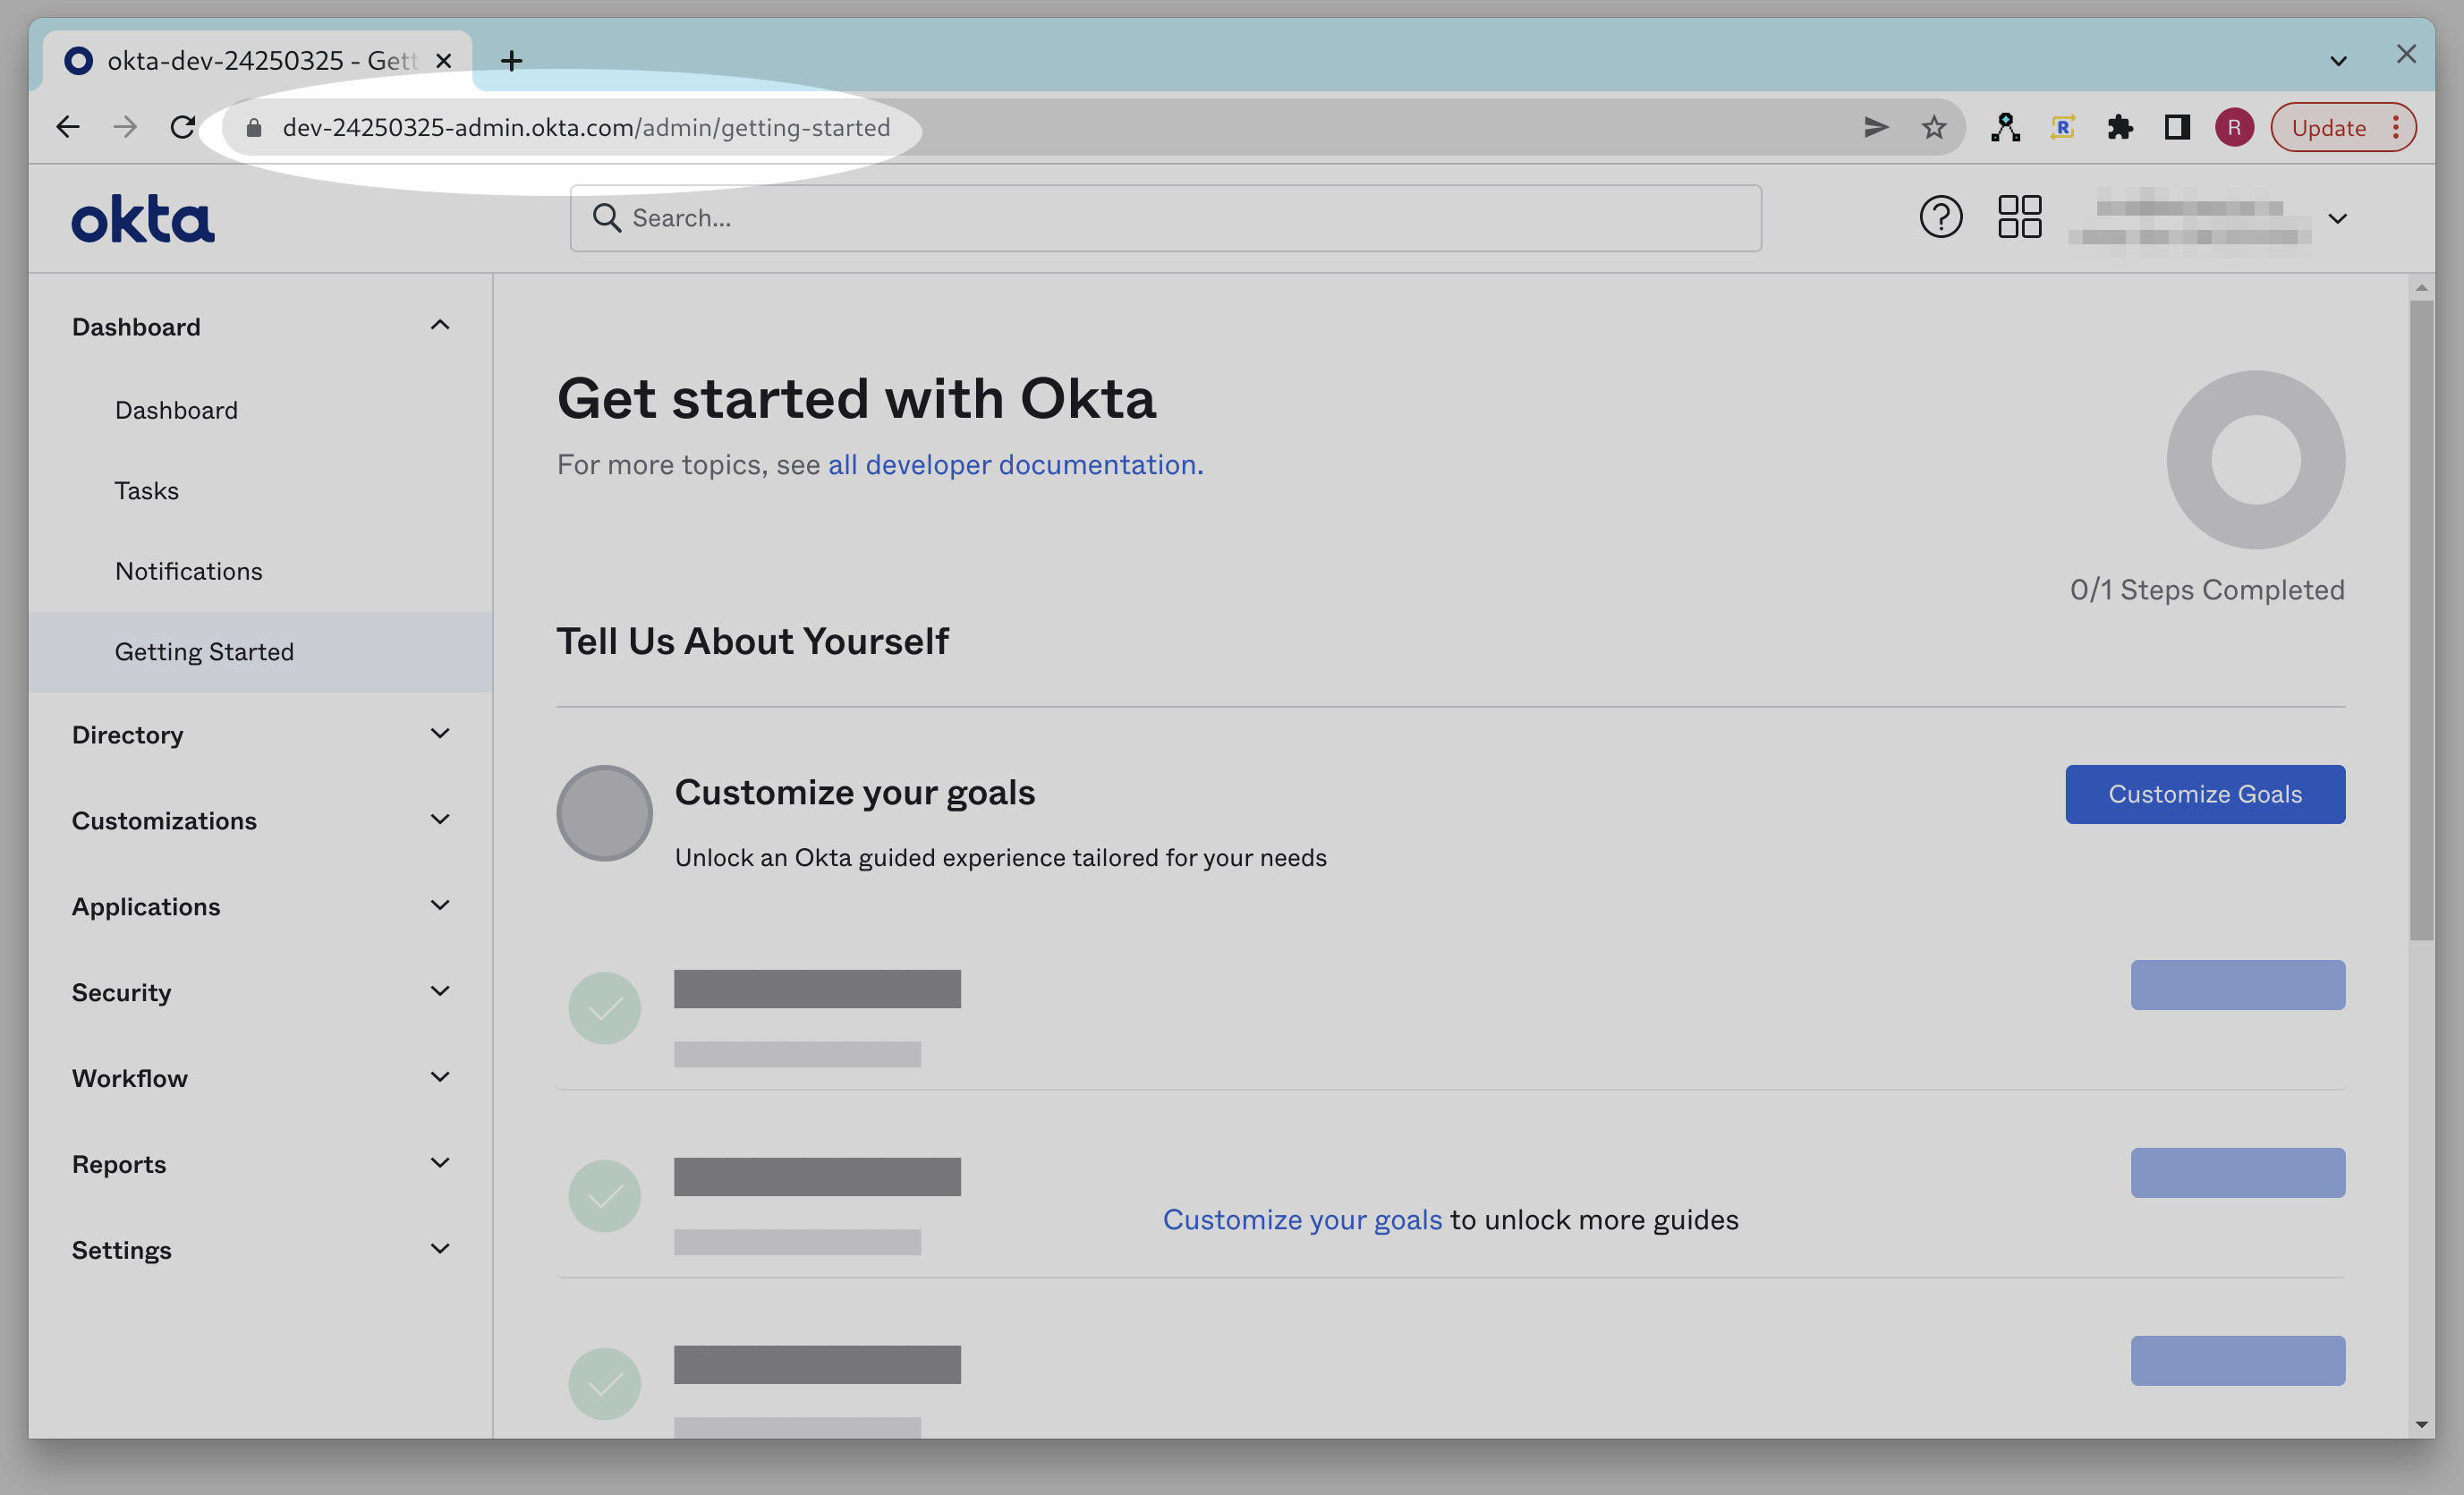 okta-dev-24250325 - Gett
dev-24250325-admin.okta.com/admin/getting-started
R
R
Update
okta
Search...
Dashboard
Dashboard
Tasks
Notifications
Getting Started
Directory
Customizations
Applications
Security
Workflow
Reports
Settings
Get started with Okta
For more topics, see all developer documentation.
0/1 Steps Completed
Tell Us About Yourself
Customize your goals
Customize Goals
Unlock an Okta guided experience tailored for your needs
Customize your goals to unlock more guides